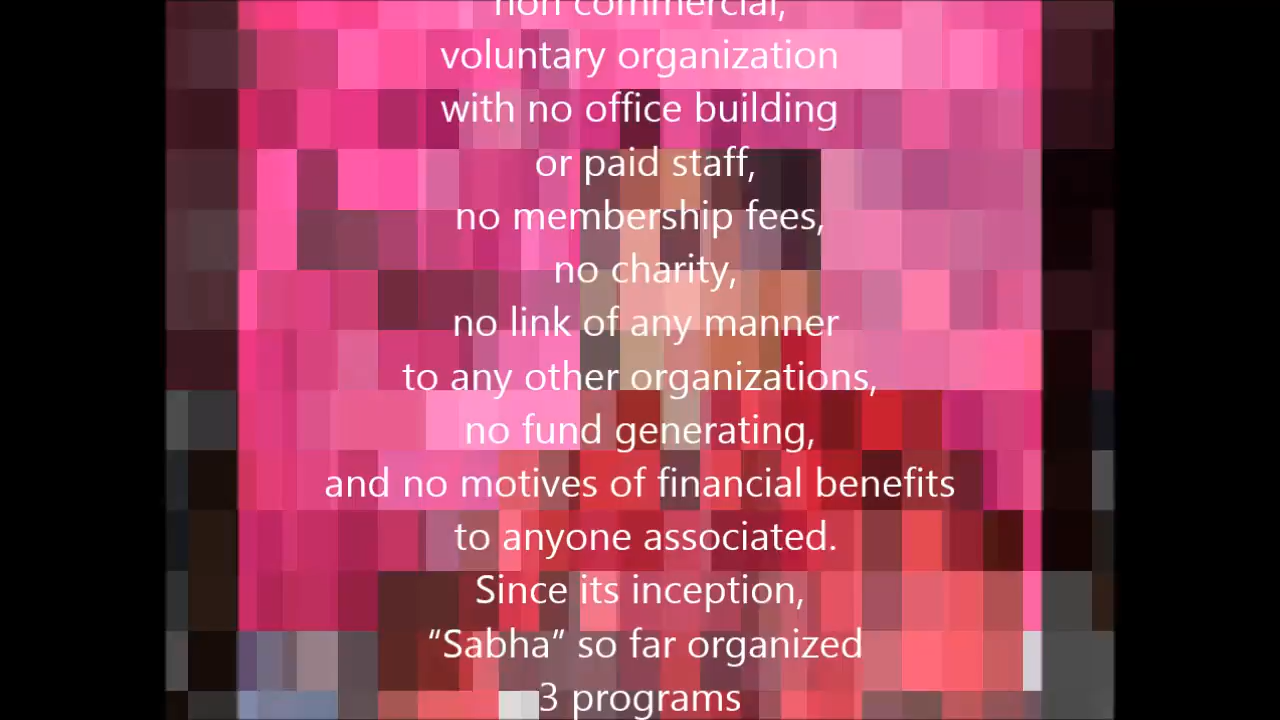 non commercial,
voluntary organization
with no office building
or paid staff,
no membership fees,
no charity,
no link of any manner
to any other organizations,
no fund generating,
and no motives of financial benefits
to anyone associated.
Since its inception,
“Sabha” so far organized
3 programs